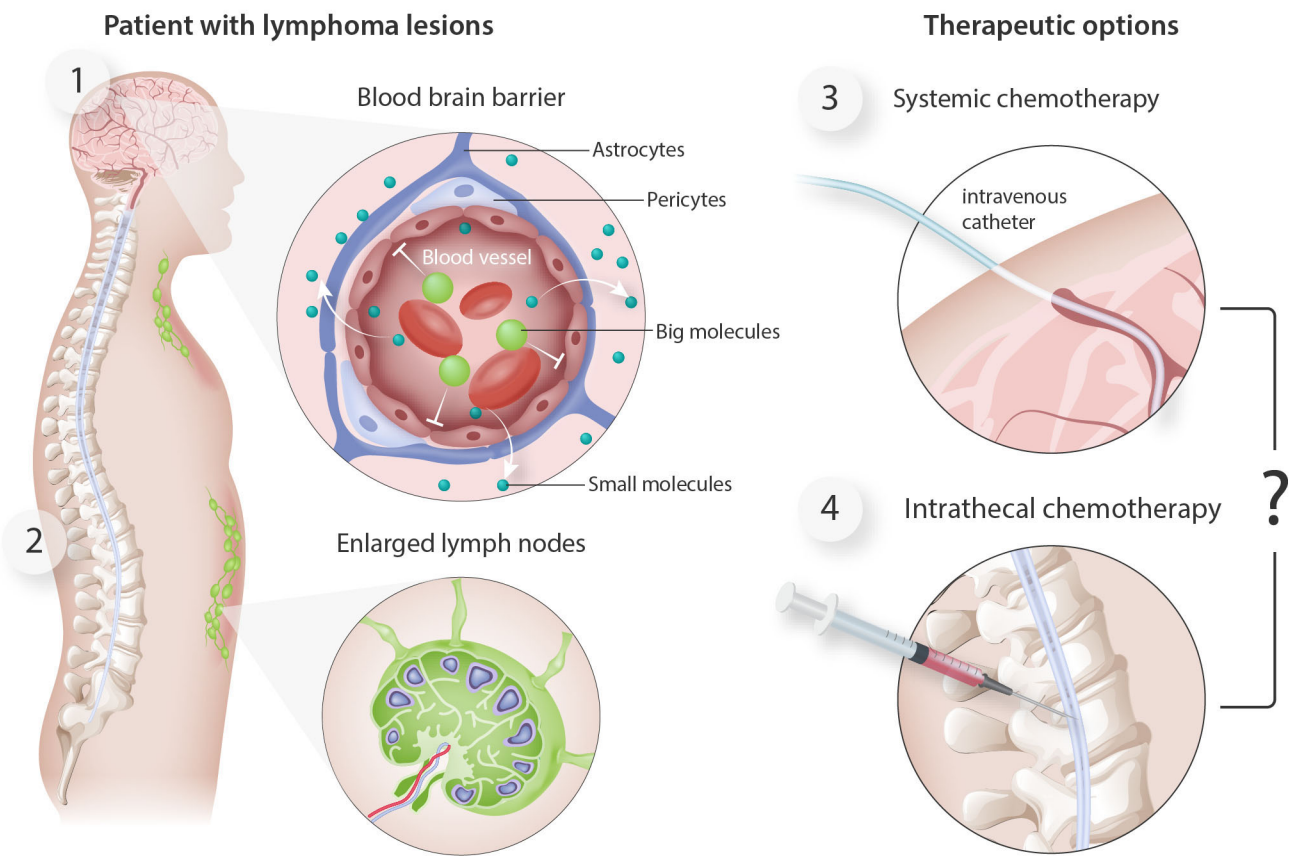 Patient with lymphoma lesions
Therapeutic options
1
Blood brain barrier
Astrocytes
Pericytes
Blood vessel
Big molecules
Small molecules
2
Enlarged lymph nodes
3
Systemic chemotherapy
intravenous
catheter
?
4
Intrathecal chemotherapy